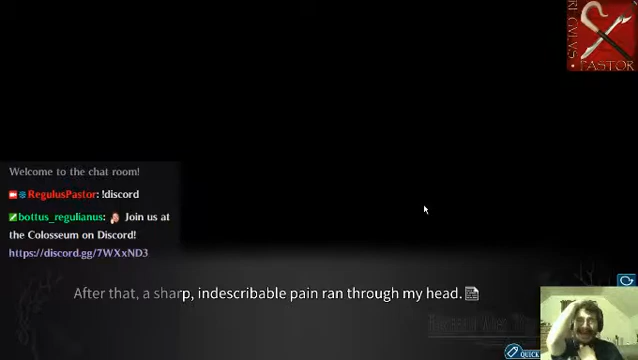 REGVLVS
PASTOR
Welcome to the chat room!
RegulusPastor: !discord
bottus_regulianus: Join us at
the Colosseum on Discord!
https://discord.gg/7WXxND3
After that, a sharp, indescribable pain ran through my head.
QUICK